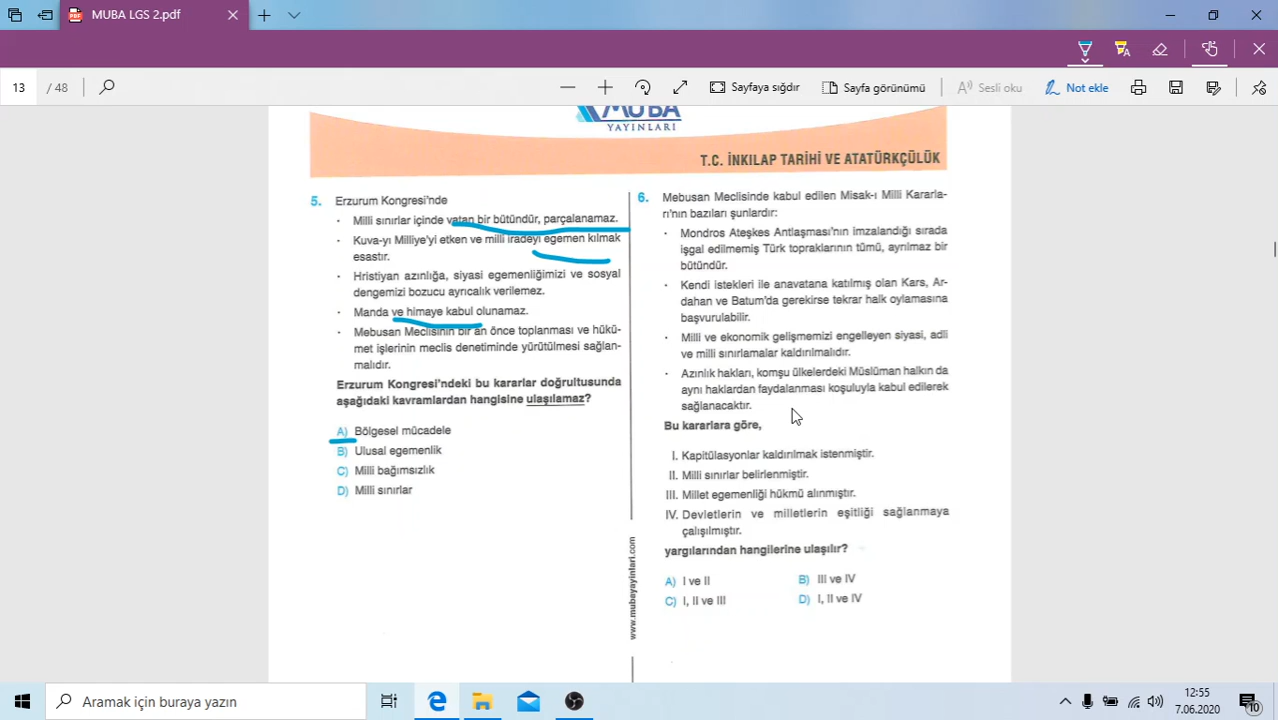 MUBA LGS 2.pdf
13 / 48
Sayfaya sığdır
Sayfa görünümü
Sesli oku
Not ekle
MUBA
YAYINLARI
T.C. İNKILAP TARİHİ VE ATATÜRKÇÜLÜK
5. Erzurum Kongresi'nde
· Milli sınırlar içinde vatan bir bütündür, parçalanamaz.
· Kuva-yı Milliye'yi etken ve milli iradeyi egemen kılmak
esastır.
· Hristiyan azınlığa, siyasi egemenliğimizi ve sosyal
dengemizi bozucu ayrıcalık verilemez.
· Manda ve himaye kabul olunamaz.
· Mebusan Meclisinin bir an önce toplanması ve hükü-
met işlerinin meclis denetiminde yürütülmesi sağlan-
malıdır.
Erzurum Kongresi'ndeki bu kararlar doğrultusunda
aşağıdaki kavramlardan hangisine ulaşılamaz?
A) Bölgesel mücadele
B) Ulusal egemenlik
C) Milli bağımsızlık
D) Milli sınırlar
www.mubayayinlari.com
6. Mebusan Meclisinde kabul edilen Misak-ı Milli Kararla-
rı'nın bazıları şunlardır:
· Mondros Ateşkes Antlaşması'nın imzalandığı sırada
işgal edilmemiş Türk topraklarının tümü, ayrılmaz bir
bütündür.
· Kendi istekleri ile anavatana katılmış olan Kars, Ar-
dahan ve Batum'da gerekirse tekrar halk oylamasına
başvurulabilir.
· Milli ve ekonomik gelişmemizi engelleyen siyasi, adli
ve milli sınırlamalar kaldırılmalıdır.
· Azınlık hakları, komşu ülkelerdeki Müslüman halkın da
aynı haklardan faydalanması koşuluyla kabul edilerek
sağlanacaktır.
Bu kararlara göre,
I. Kapitülasyonlar kaldırılmak istenmiştir.
II. Milli sınırlar belirlenmiştir.
III. Millet egemenliği hükmü alınmıştır.
IV. Devletlerin ve milletlerin eşitliği sağlanmaya
çalışılmıştır.
yargılarından hangilerine ulaşılır?
A) I ve II B) III ve IV
C) I, II ve III D) I, II ve IV
Aramak için buraya yazın
12:55
7.06.2020
10